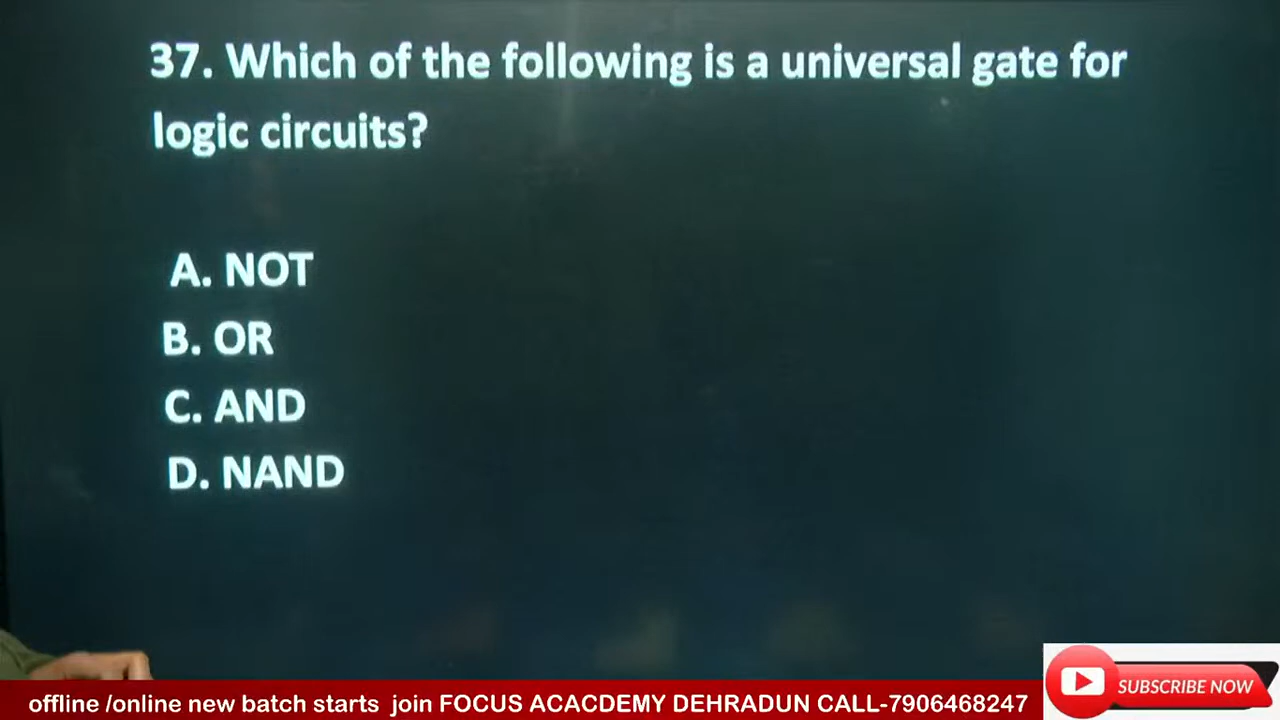 37. Which of the following is a universal gate for
logic circuits?
A. NOT
B. OR
C. AND
D. NAND
offline /online new batch starts join FOCUS ACACDEMY DEHRADUN CALL-7906468247
SUBSCRIBE NOW